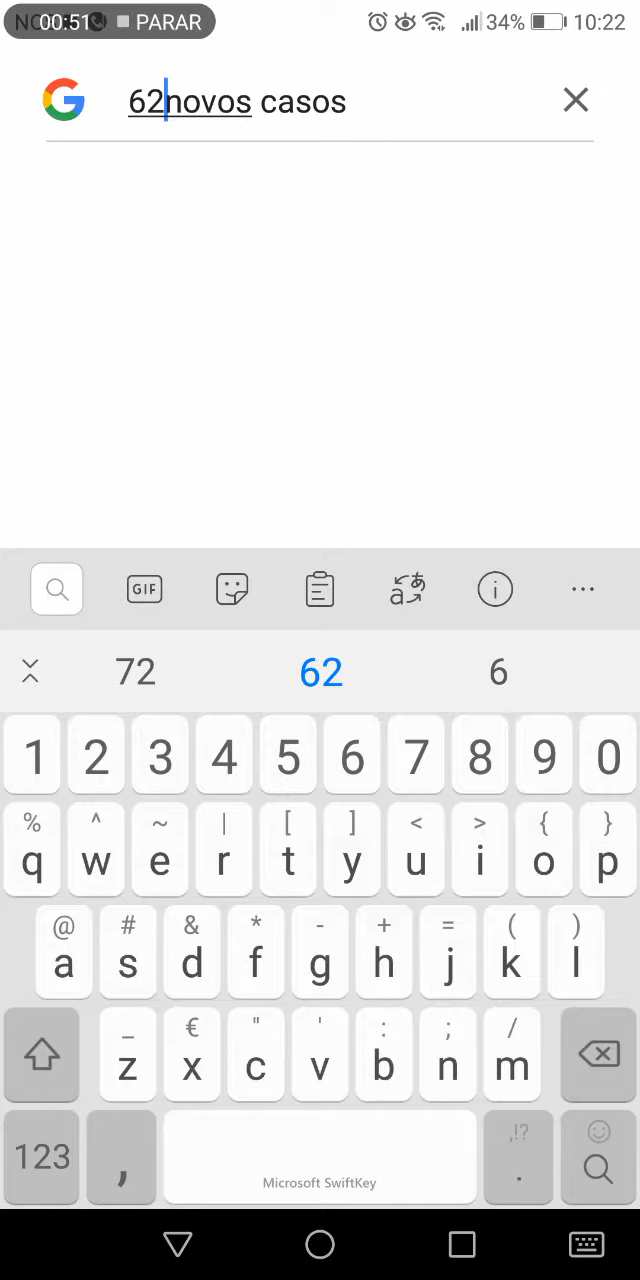 00:51 PARAR 34% 10:22
62novos casos
GIF
72 62 6
1 2 3 4 5 6 7 8 9 0
% ^ ~ | [ ] < > { }
q w e r t y u i o p
@ # & * - + = ( )
a s d f g h j k l
_ € " ' : ; /
z x c v b n m
123 , Microsoft SwiftKey ,!? .